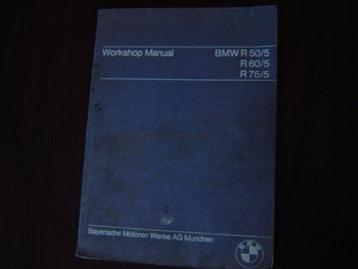 Workshop Manual BMW R 50/5
R 60/5
R 75/5
Bayerische Motoren Werke AG München
BMW